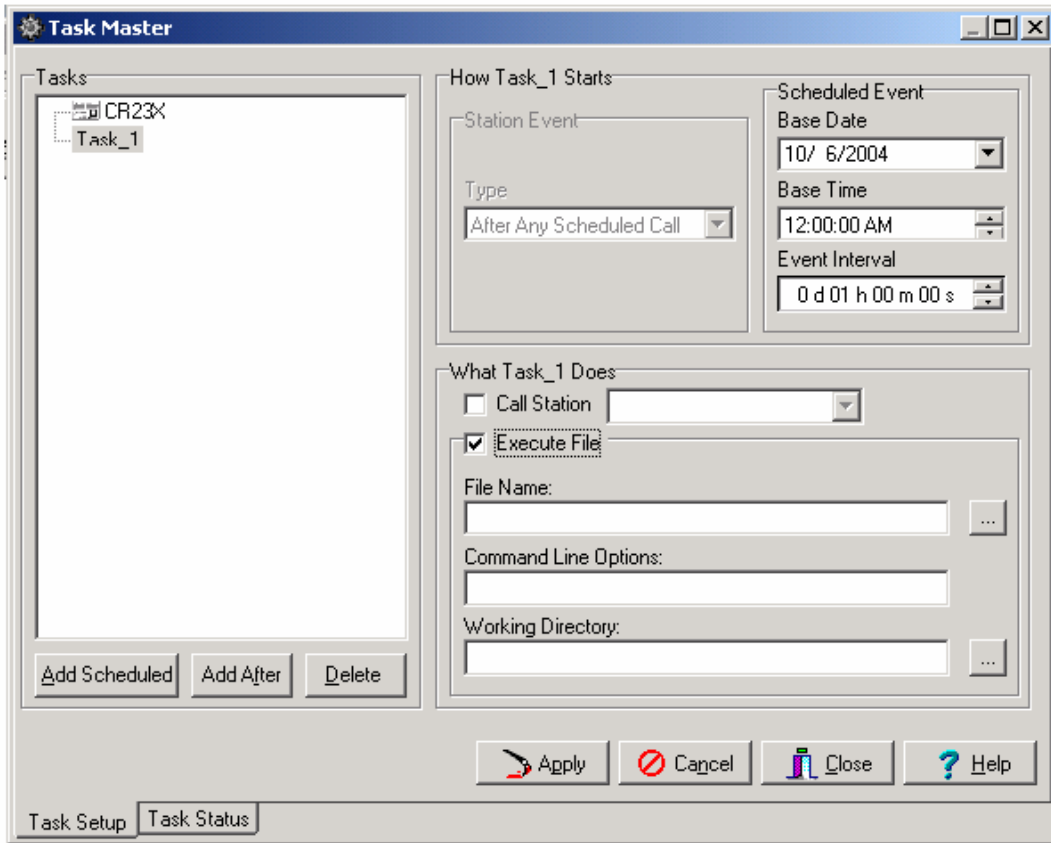 Task Master
Tasks
CR23X
Task_1
Add Scheduled
Add After
Delete
How Task_1 Starts
Station Event
Type
After Any Scheduled Call
Scheduled Event
Base Date
10/ 6/2004
Base Time
12:00:00 AM
Event Interval
0 d 01 h 00 m 00 s
What Task_1 Does
Call Station
Execute File
File Name:
...
Command Line Options:
Working Directory:
...
Apply
Cancel
Close
Help
Task Setup
Task Status